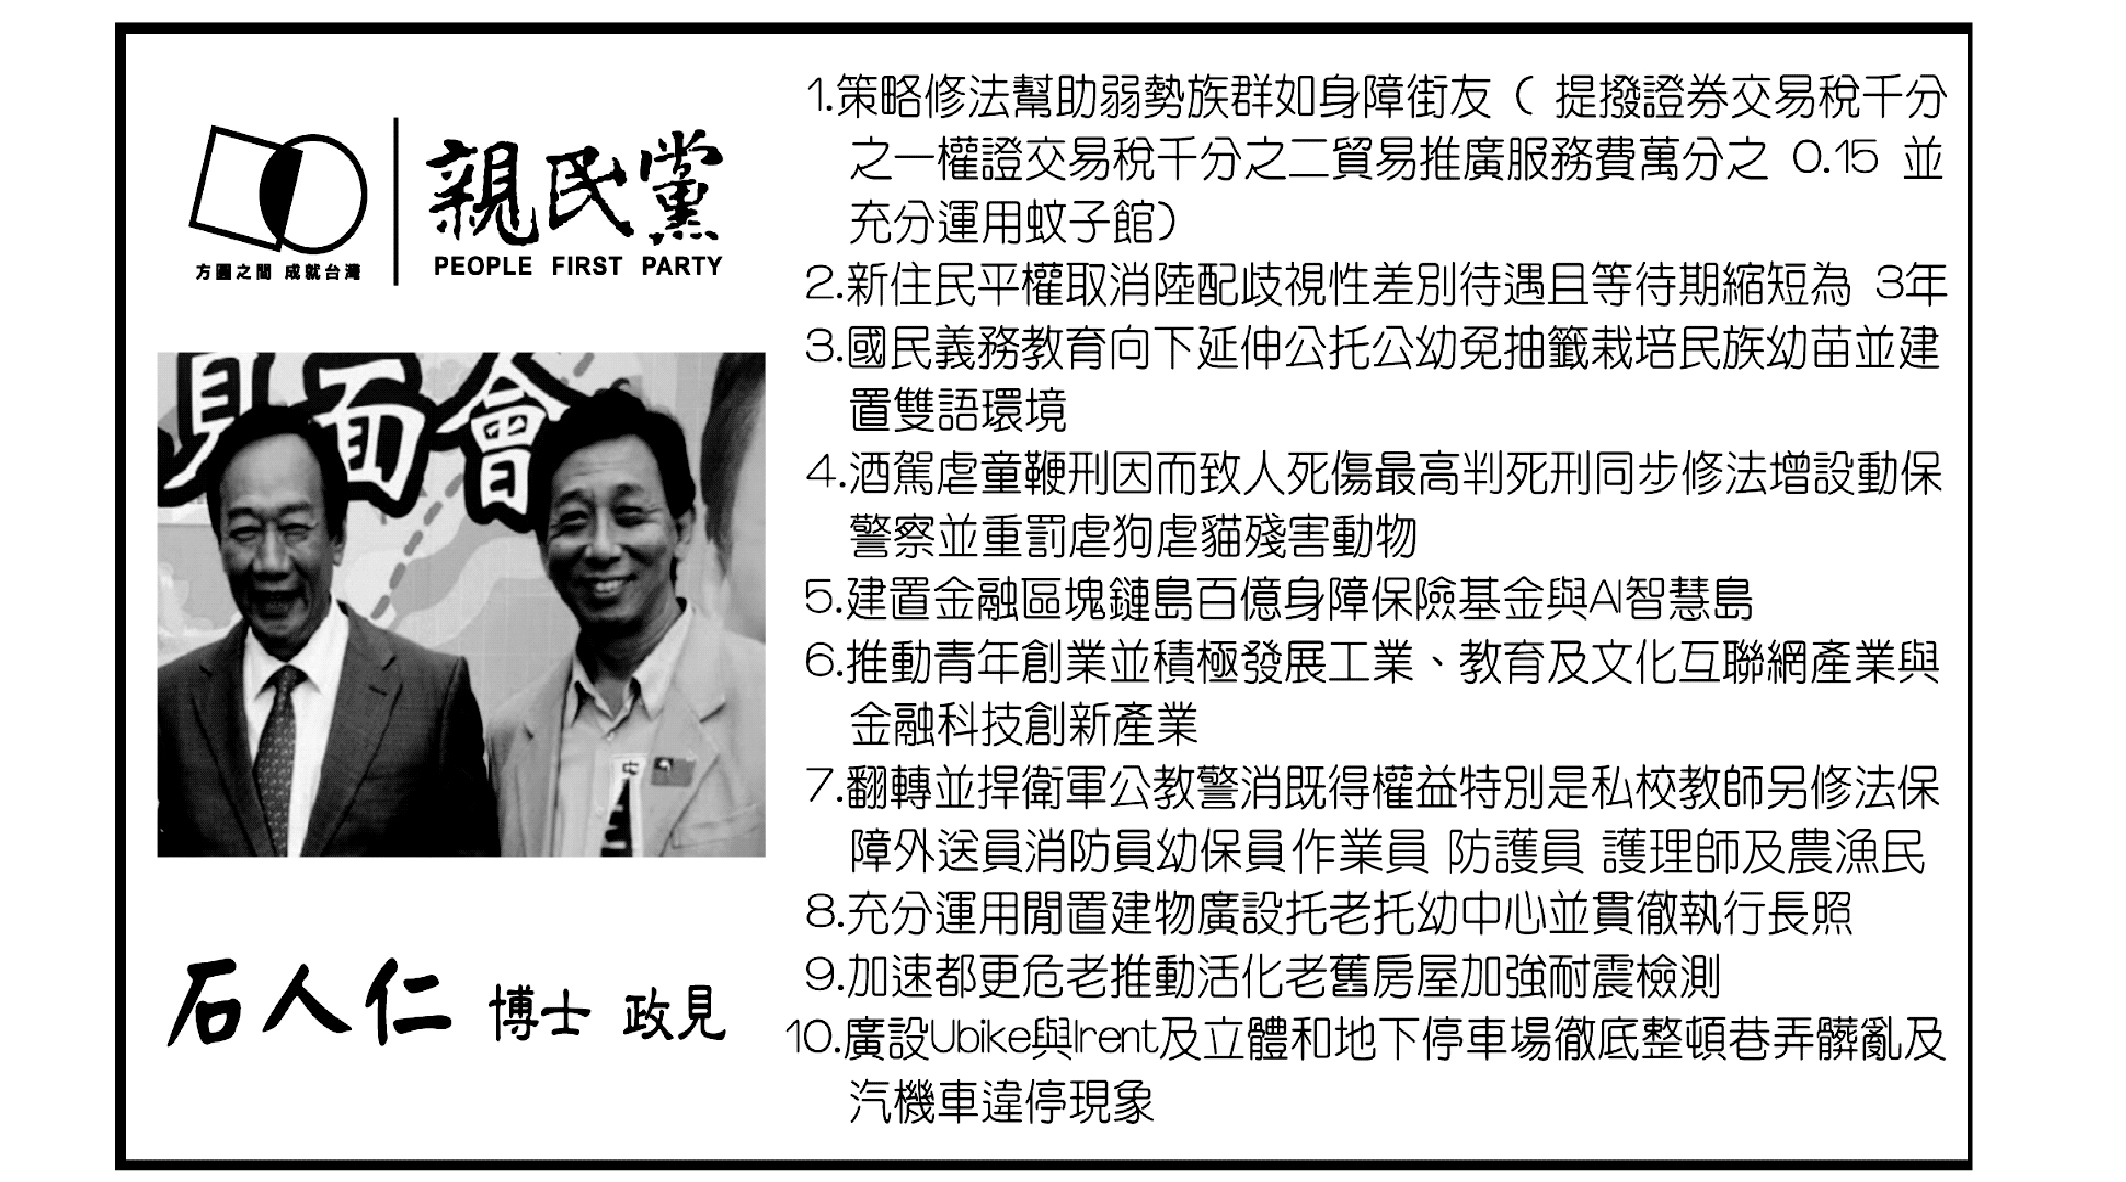 親民黨
PEOPLE FIRST PARTY
方圓之間 成就台灣
見面會
石人仁 博士 政見
1.策略修法幫助弱勢族群如身障街友( 提撥證券交易稅千分
之一權證交易稅千分之二貿易推廣服務費萬分之 0.15 並
充分運用蚊子館)
2.新住民平權取消陸配歧視性差別待遇且等待期縮短為 3年
3.國民義務教育向下延伸公托公幼免抽籤栽培民族幼苗並建
置雙語環境
4.酒駕虐童鞭刑因而致人死傷最高判死刑同步修法增設動保
警察並重罰虐狗虐貓殘害動物
5.建置金融區塊鏈島百億身障保險基金與AI智慧島
6.推動青年創業並積極發展工業、教育及文化互聯網產業與
金融科技創新產業
7.翻轉並捍衛軍公教警消既得權益特別是私校教師另修法保
障外送員消防員幼保員作業員 防護員 護理師及農漁民
8.充分運用閒置建物廣設托老托幼中心並貫徹執行長照
9.加速都更危老推動活化老舊房屋加強耐震檢測
10.廣設Ubike與Irent及立體和地下停車場徹底整頓巷弄髒亂及
汽機車違停現象